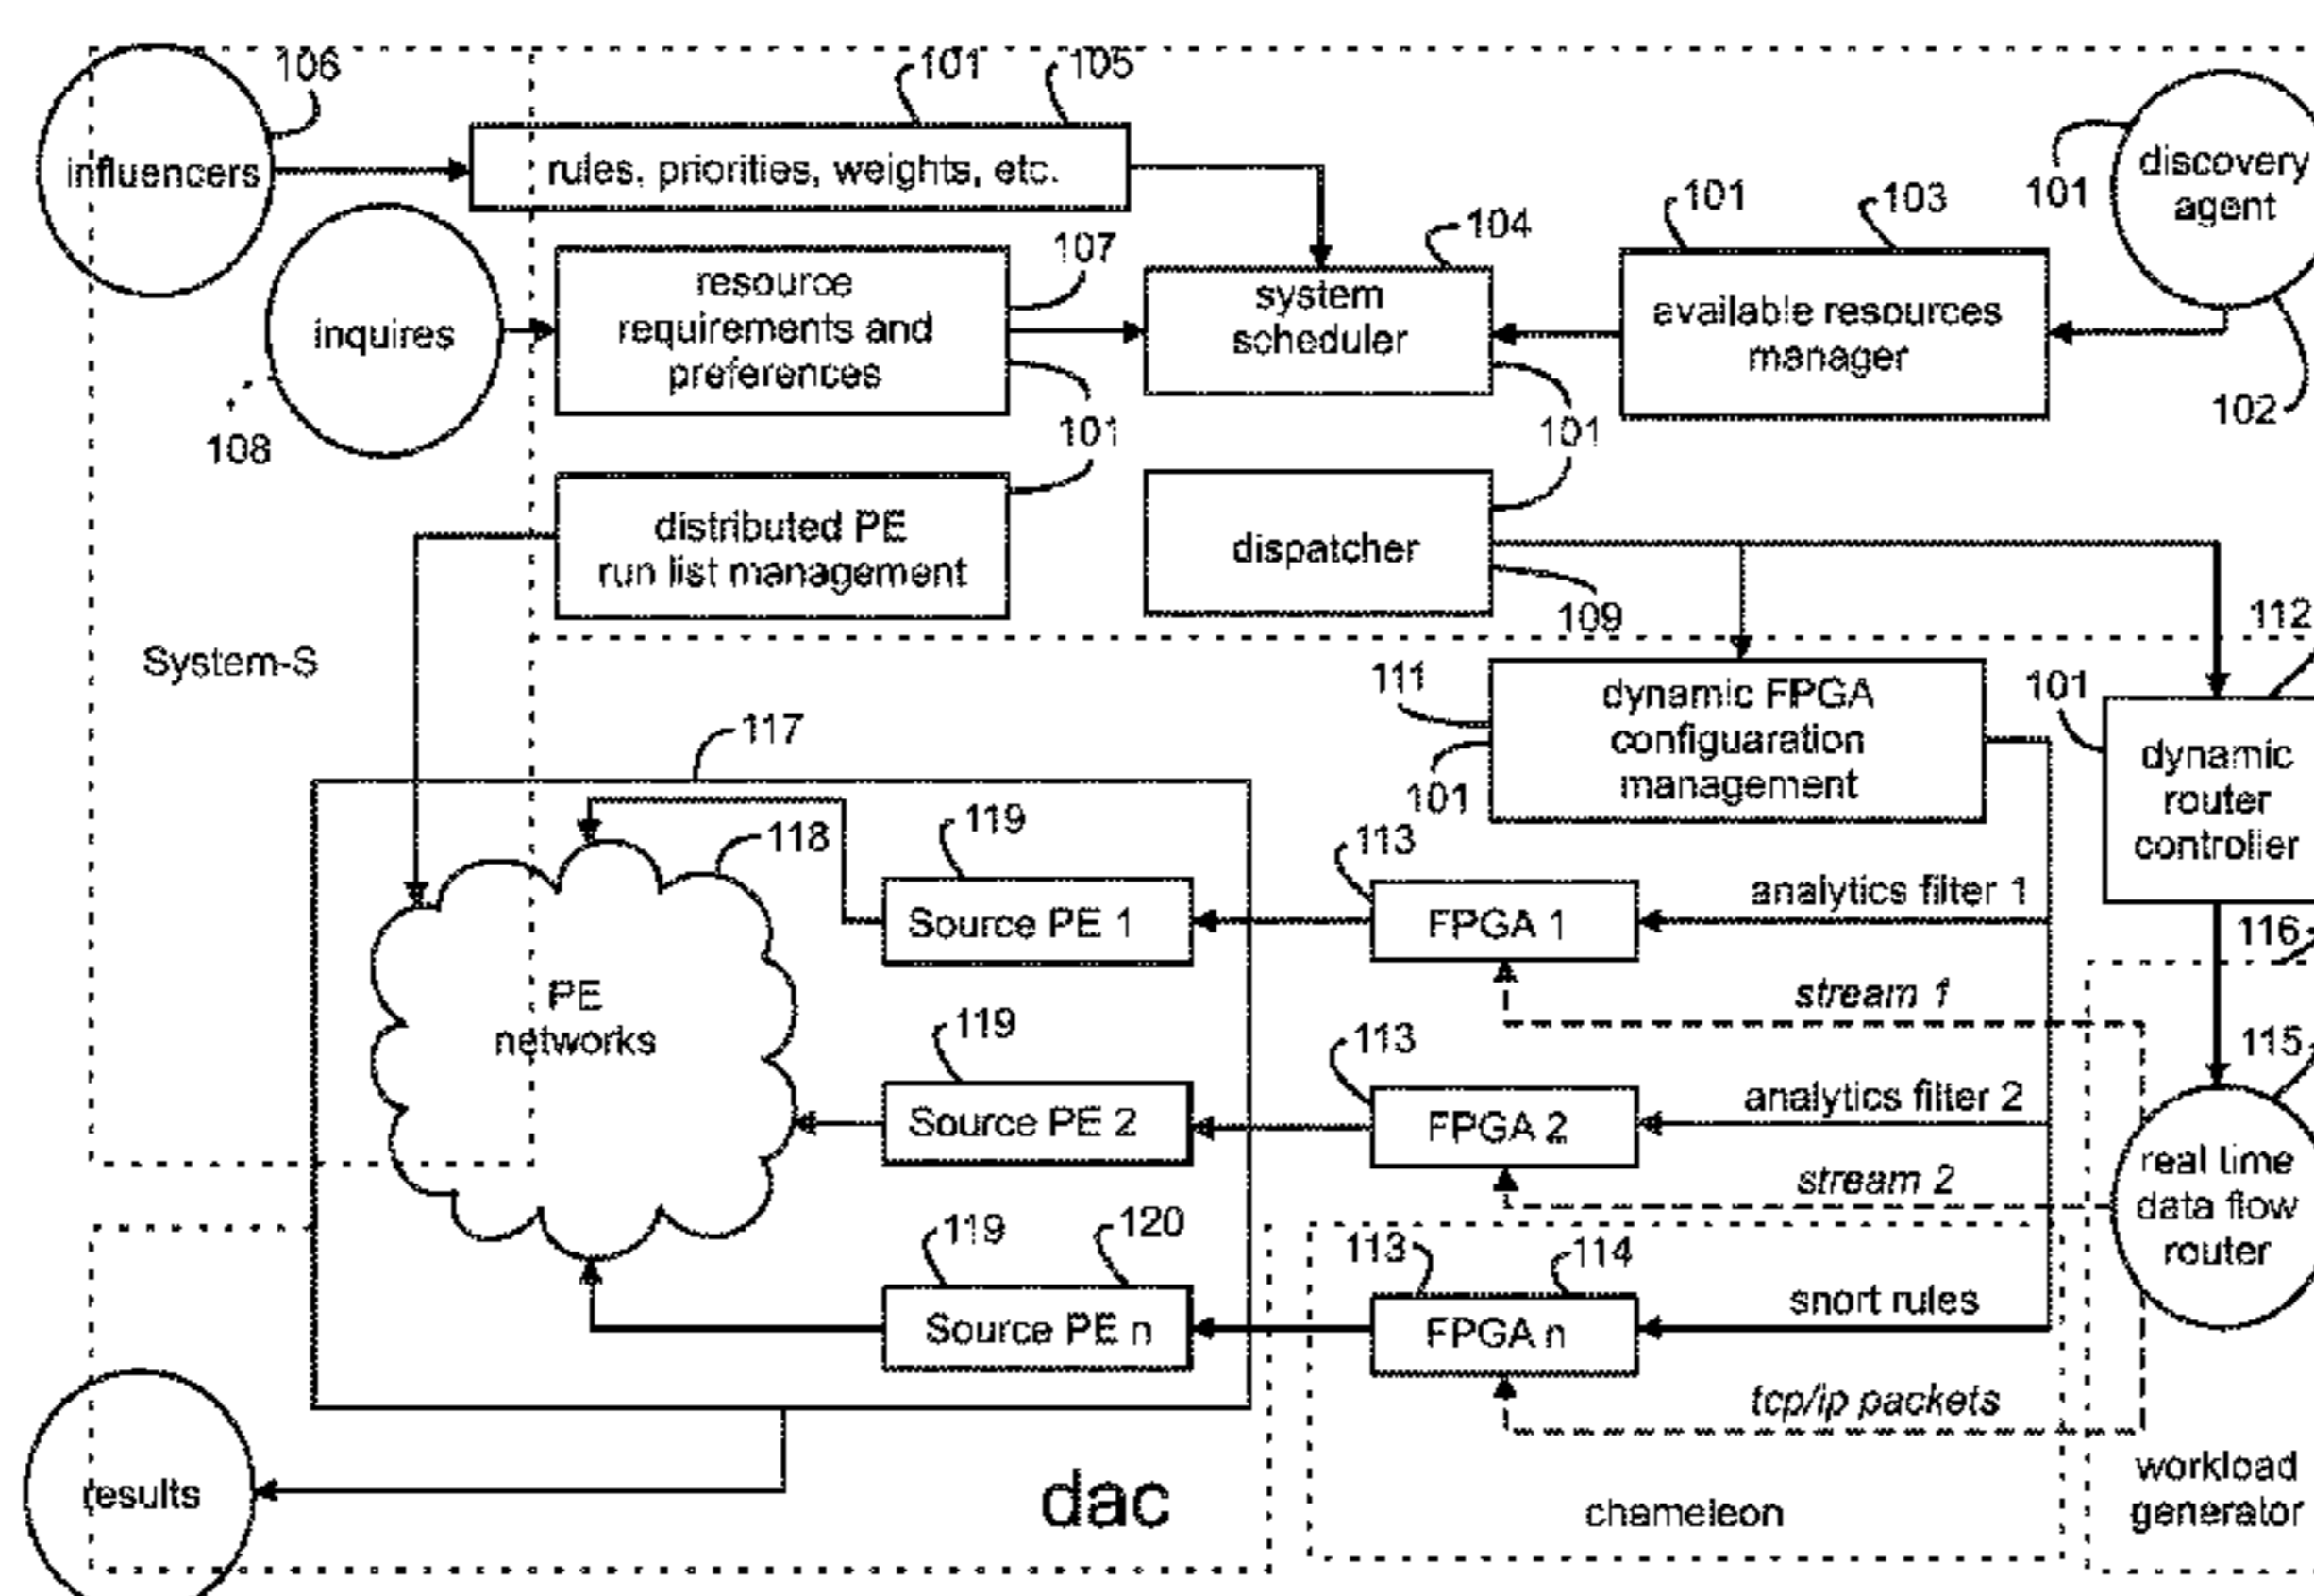 106
101
105
influencers
rules, priorities, weights, etc.
101
discovery
agent
101
103
104
107
resource
requirements and
preferences
system
scheduler
available resources
manager
inquires
102
108
101
101
distributed PE
run list management
dispatcher
109
112
System-S
111
101
dynamic FPGA
configuaration
management
101
dynamic
router
controller
117
118
119
113
Source PE 1
FPGA 1
analytics filter 1
116
PE
networks
stream 1
119
113
115
Source PE 2
FPGA 2
analytics filter 2
real time
data flow
router
stream 2
119
120
113
114
Source PE n
FPGA n
snort rules
tcp/ip packets
results
dac
chameleon
workload
generator